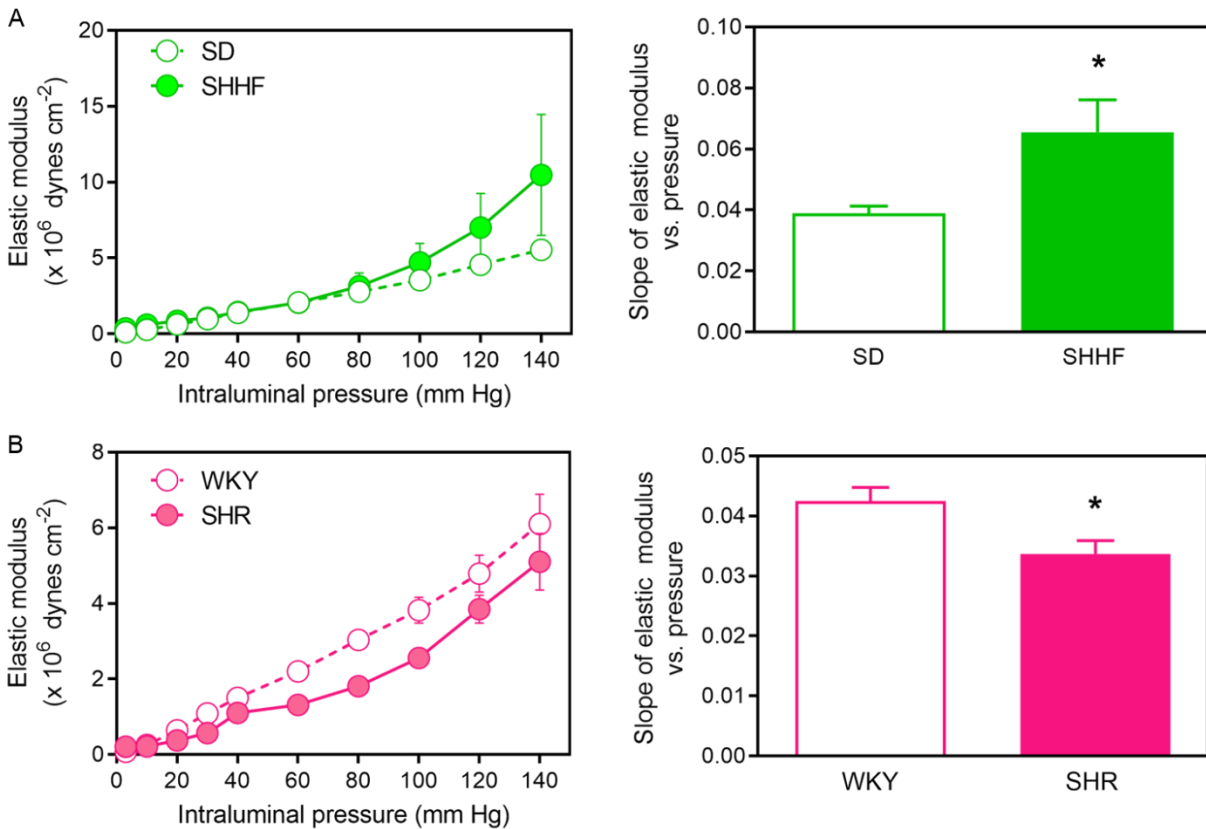 A
Elastic modulus
(x 10⁶ dynes cm⁻²)
20
15
10
5
0
SD
SHHF
0 20 40 60 80 100 120 140
Intraluminal pressure (mm Hg)
Slope of elastic modulus
vs. pressure
0.10
0.08
0.06
0.04
0.02
0.00
*
SD SHHF
B
Elastic modulus
(x 10⁶ dynes cm⁻²)
8
6
4
2
0
WKY
SHR
0 20 40 60 80 100 120 140
Intraluminal pressure (mm Hg)
Slope of elastic modulus
vs. pressure
0.05
0.04
0.03
0.02
0.01
0.00
*
WKY SHR